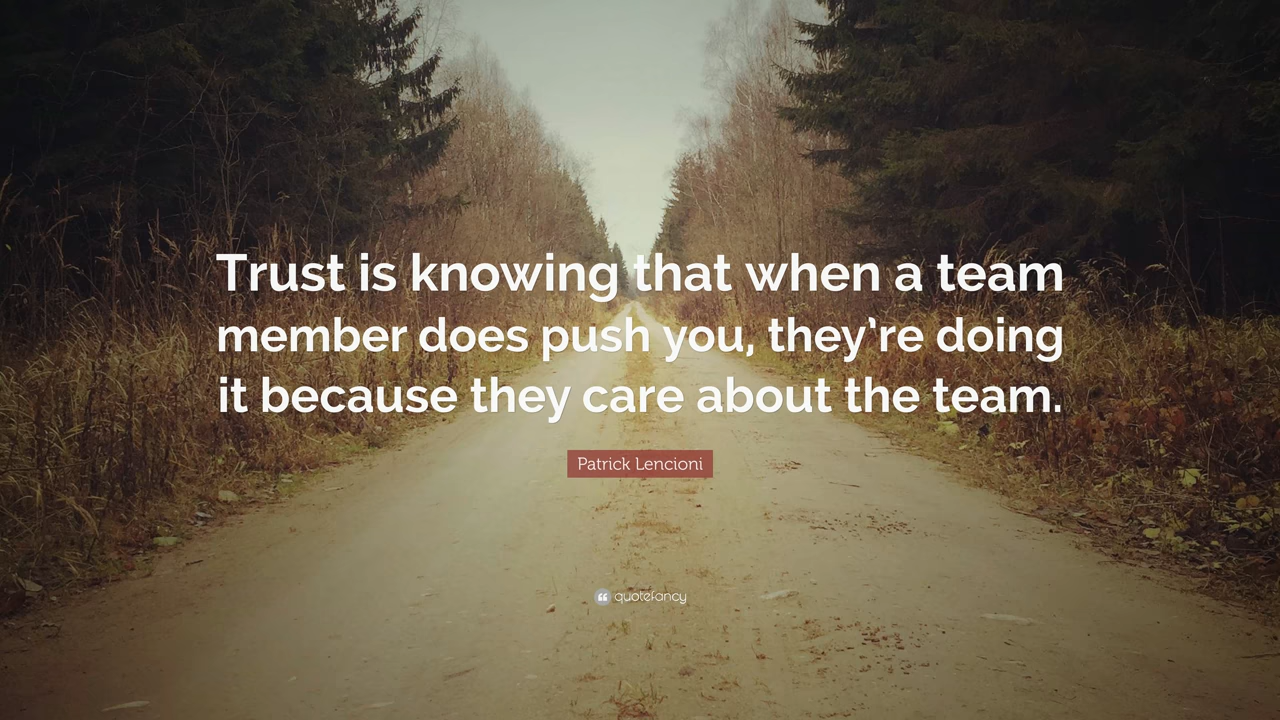 Trust is knowing that when a team
member does push you, they’re doing
it because they care about the team.
Patrick Lencioni
quotefancy